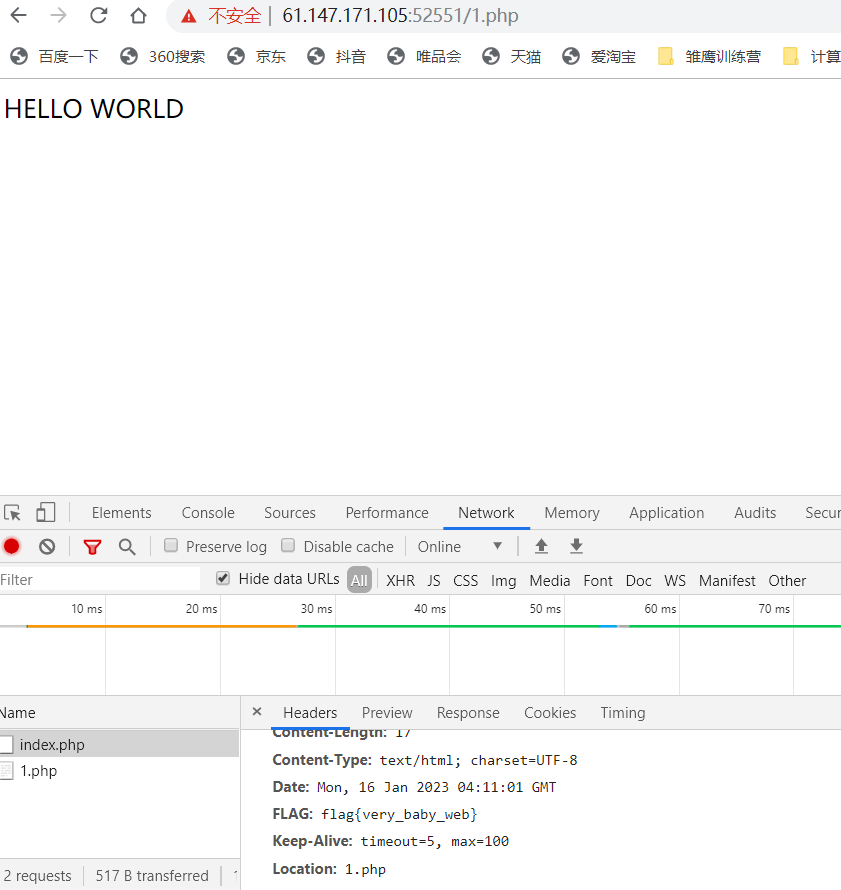 不安全 | 61.147.171.105:52551/1.php
百度一下 360搜索 京东 抖音 唯品会 天猫 爱淘宝 雏鹰训练营 计算
HELLO WORLD
Elements Console Sources Performance Network Memory Application Audits Secur
Preserve log Disable cache Online
Filter Hide data URLs All XHR JS CSS Img Media Font Doc WS Manifest Other
10 ms 20 ms 30 ms 40 ms 50 ms 60 ms 70 ms
Name × Headers Preview Response Cookies Timing
Content-Length: 17
index.php
Content-Type: text/html; charset=UTF-8
1.php
Date: Mon, 16 Jan 2023 04:11:01 GMT
FLAG: flag{very_baby_web}
Keep-Alive: timeout=5, max=100
2 requests 517 B transferred
Location: 1.php